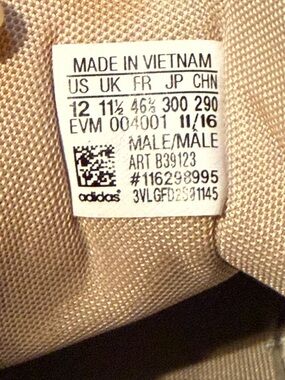 MADE IN VIETNAM
US UK FR JP CHN
12 11½ 46⅔ 300 290
EVM 004001 11/16
MALE/MÂLE
ART B39123
#116298995
adidas